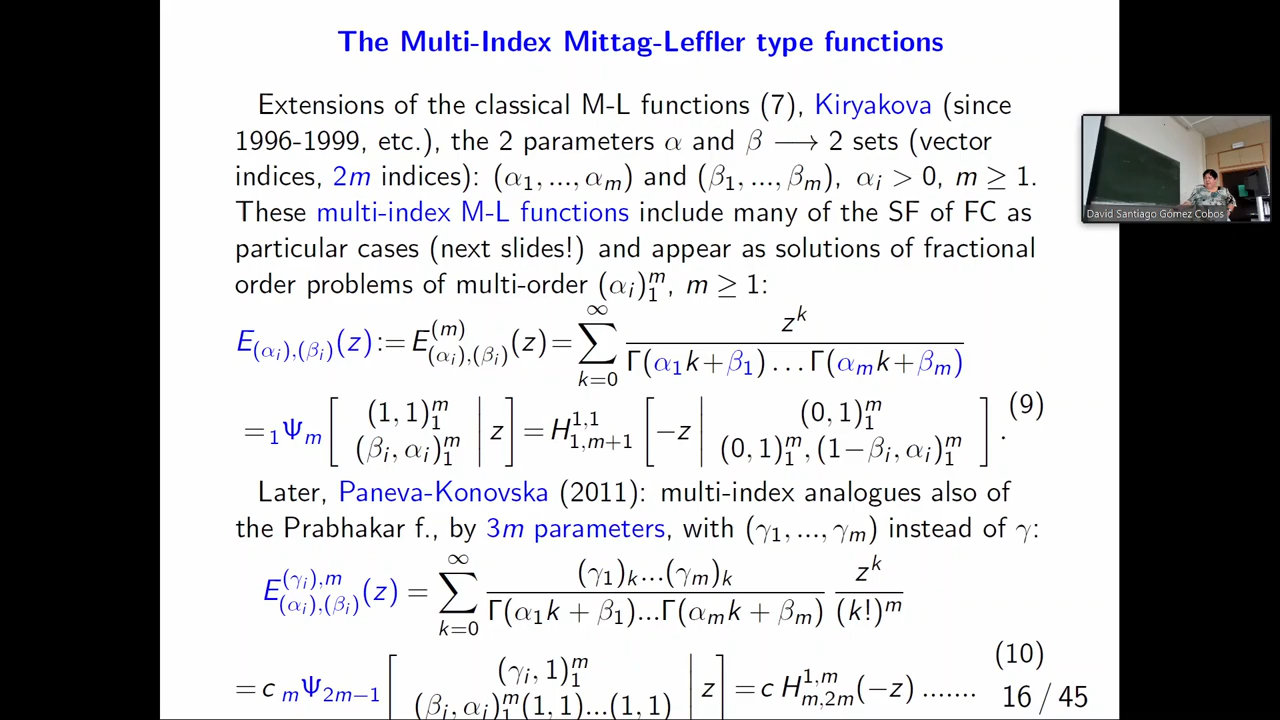 The Multi-Index Mittag-Leffler type functions
Extensions of the classical M-L functions (7), Kiryakova (since
1996-1999, etc.), the 2 parameters α and β ⟶ 2 sets (vector
indices, 2m indices): (α₁, ..., αₘ) and (β₁, ..., βₘ), αᵢ > 0, m ≥ 1.
These multi-index M-L functions include many of the SF of FC as
particular cases (next slides!) and appear as solutions of fractional
order problems of multi-order (αᵢ)₁ᵐ, m ≥ 1:
E_{(αᵢ),(βᵢ)}(z) := E^{(m)}_{(αᵢ),(βᵢ)}(z) = ∑_{k=0}^{∞} z^k / Γ(α₁k+β₁)...Γ(αₘk+βₘ)
= ₁Ψₘ [ (1, 1)₁ᵐ / (βᵢ, αᵢ)₁ᵐ | z ] = H^{1,1}_{1,m+1} [ −z | (0, 1)₁ᵐ / (0, 1)₁ᵐ, (1−βᵢ, αᵢ)₁ᵐ ] . (9)
Later, Paneva-Konovska (2011): multi-index analogues also of
the Prabhakar f., by 3m parameters, with (γ₁, ..., γₘ) instead of γ:
E^{(γᵢ),m}_{(αᵢ),(βᵢ)}(z) = ∑_{k=0}^{∞} (γ₁)ₖ...(γₘ)ₖ / Γ(α₁k + β₁)...Γ(αₘk + βₘ) z^k / (k!)^m
(10)
= c ₘΨ₂ₘ₋₁ [ (γᵢ, 1)₁ᵐ / (βᵢ, αᵢ)₁ᵐ(1, 1)...(1, 1) | z ] = c H^{1,m}_{m,2m}(−z) .......
16 / 45
David Santiago Gómez Cobos